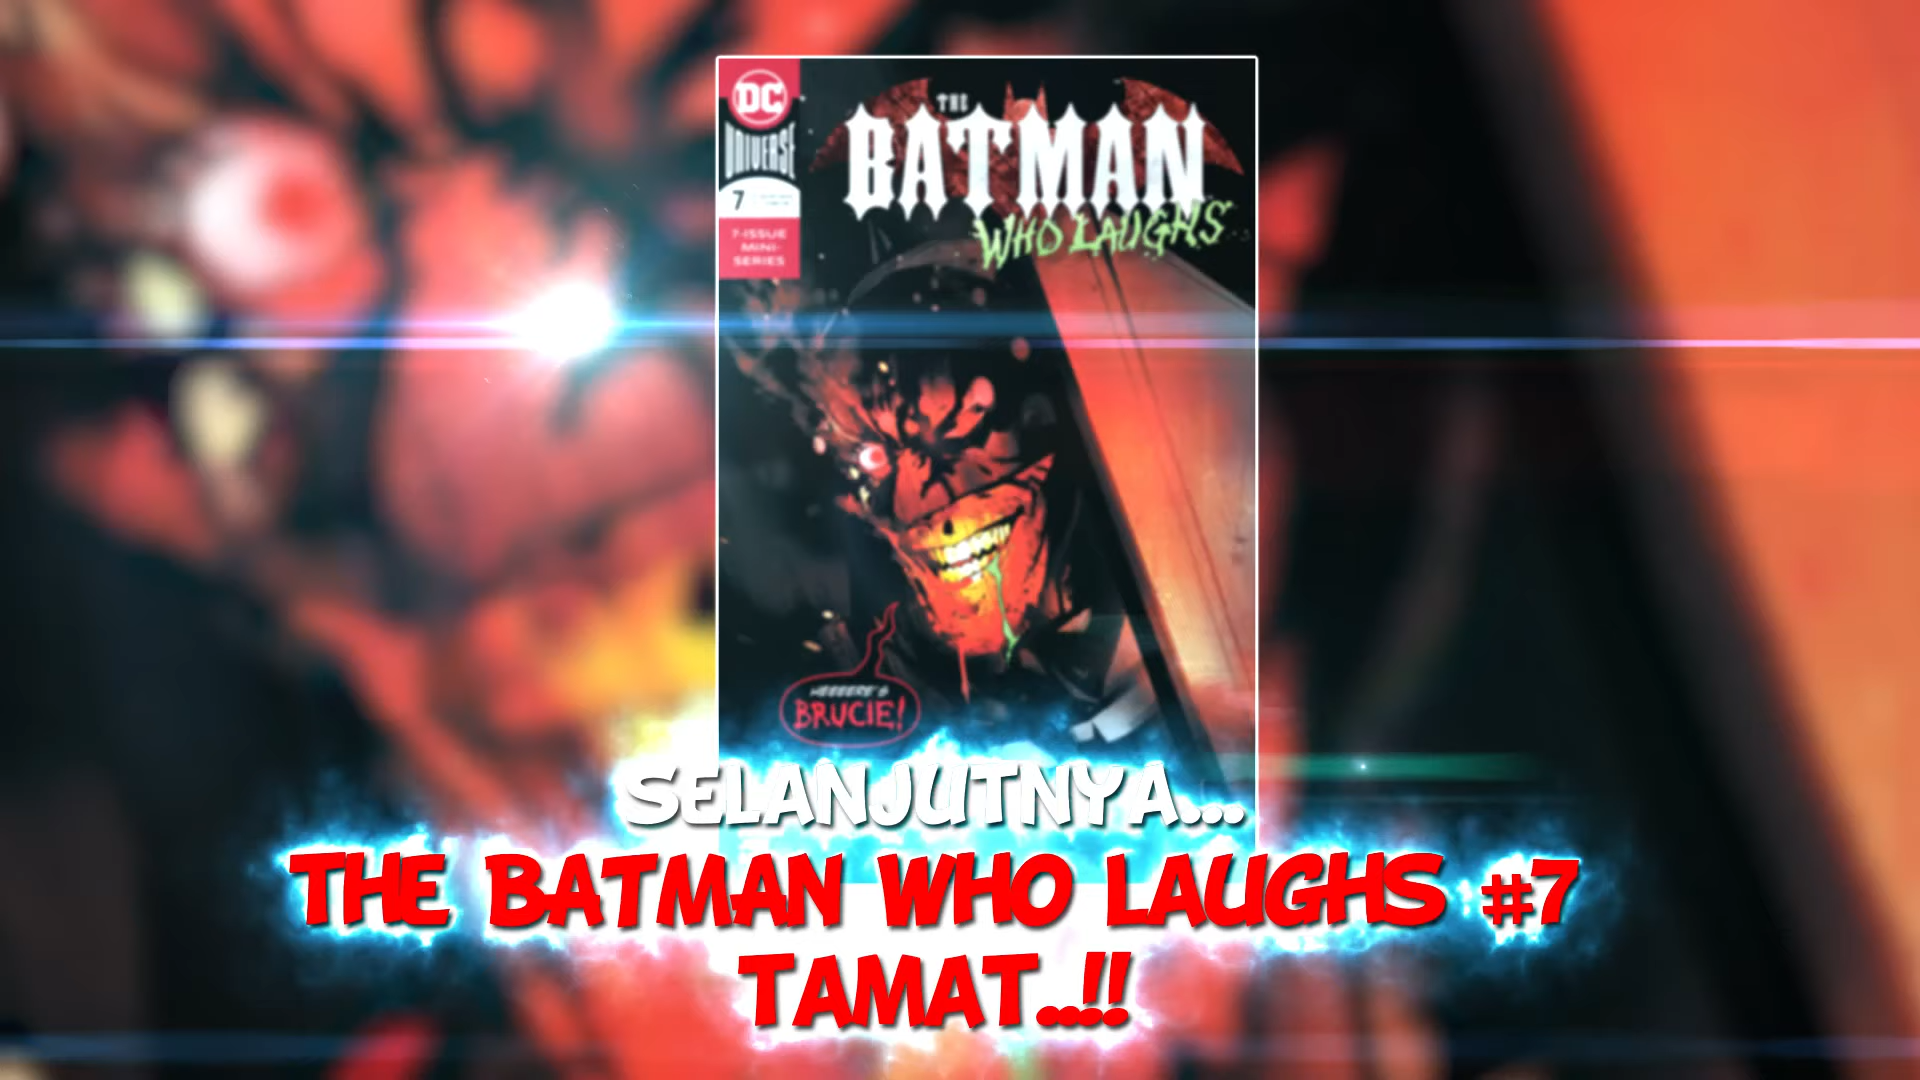 DC
UNIVERSE
7
7-ISSUE
MINI-
SERIES
THE
BATMAN
WHO LAUGHS
HEEEERE'S
BRUCIE!
SELANJUTNYA...
THE BATMAN WHO LAUGHS #7
TAMAT..!!